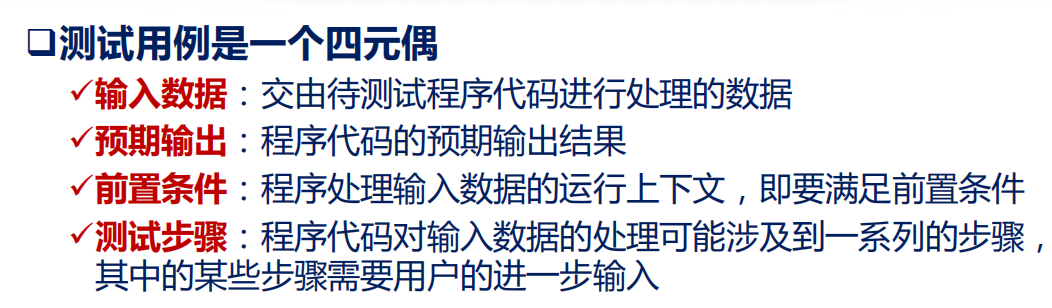 ❑测试用例是一个四元偶
✓输入数据：交由待测试程序代码进行处理的数据
✓预期输出：程序代码的预期输出结果
✓前置条件：程序处理输入数据的运行上下文，即要满足前置条件
✓测试步骤：程序代码对输入数据的处理可能涉及到一系列的步骤，
其中的某些步骤需要用户的进一步输入